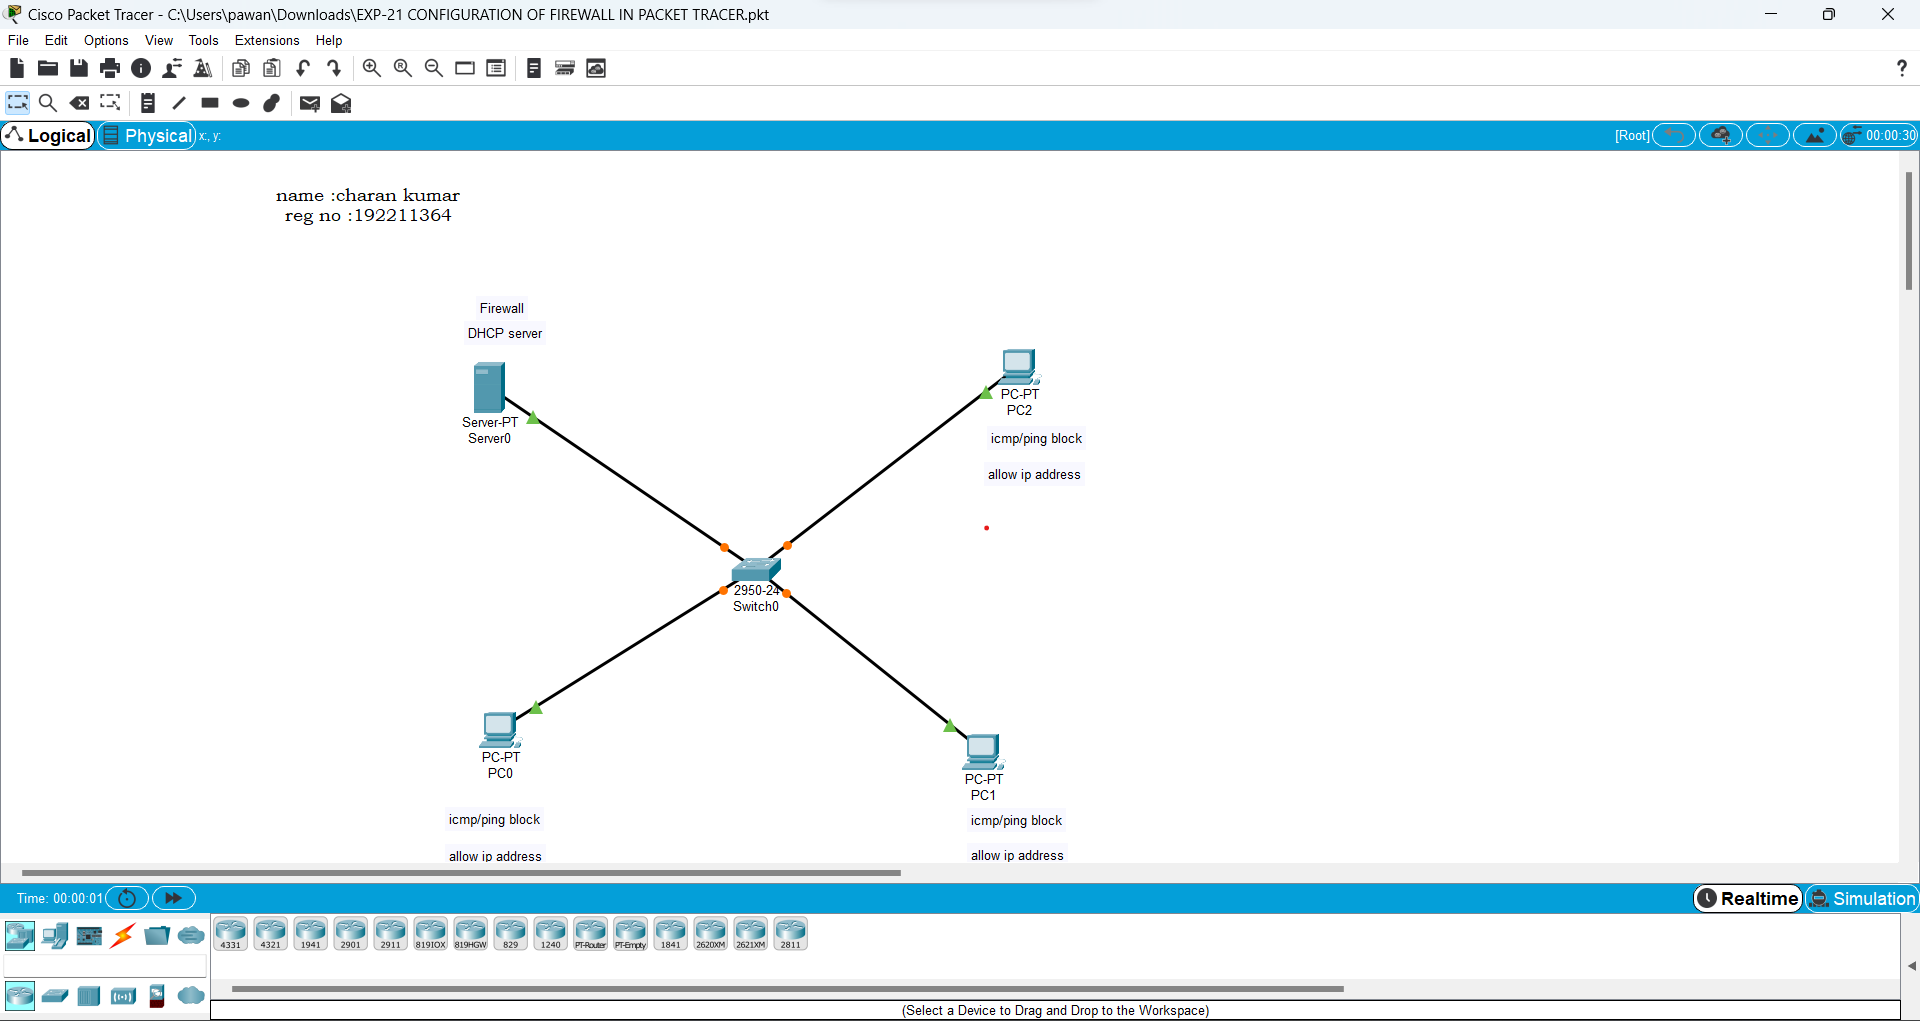 Cisco Packet Tracer - C:\Users\pawan\Downloads\EXP-21 CONFIGURATION OF FIREWALL IN PACKET TRACER.pkt
File Edit Options View Tools Extensions Help
?
Logical Physical x:, y: [Root] 00:00:30
name :charan kumar
reg no :192211364
Firewall
DHCP server
Server-PT
Server0
PC-PT
PC2
icmp/ping block
allow ip address
2950-24
Switch0
PC-PT
PC0
icmp/ping block
allow ip address
PC-PT
PC1
icmp/ping block
allow ip address
Time: 00:00:01 Realtime Simulation
4331 4321 1941 2901 2911 819IOX 819HGW 829 1240 PT-Router PT-Empty 1841 2620XM 2621XM 2811
(Select a Device to Drag and Drop to the Workspace)